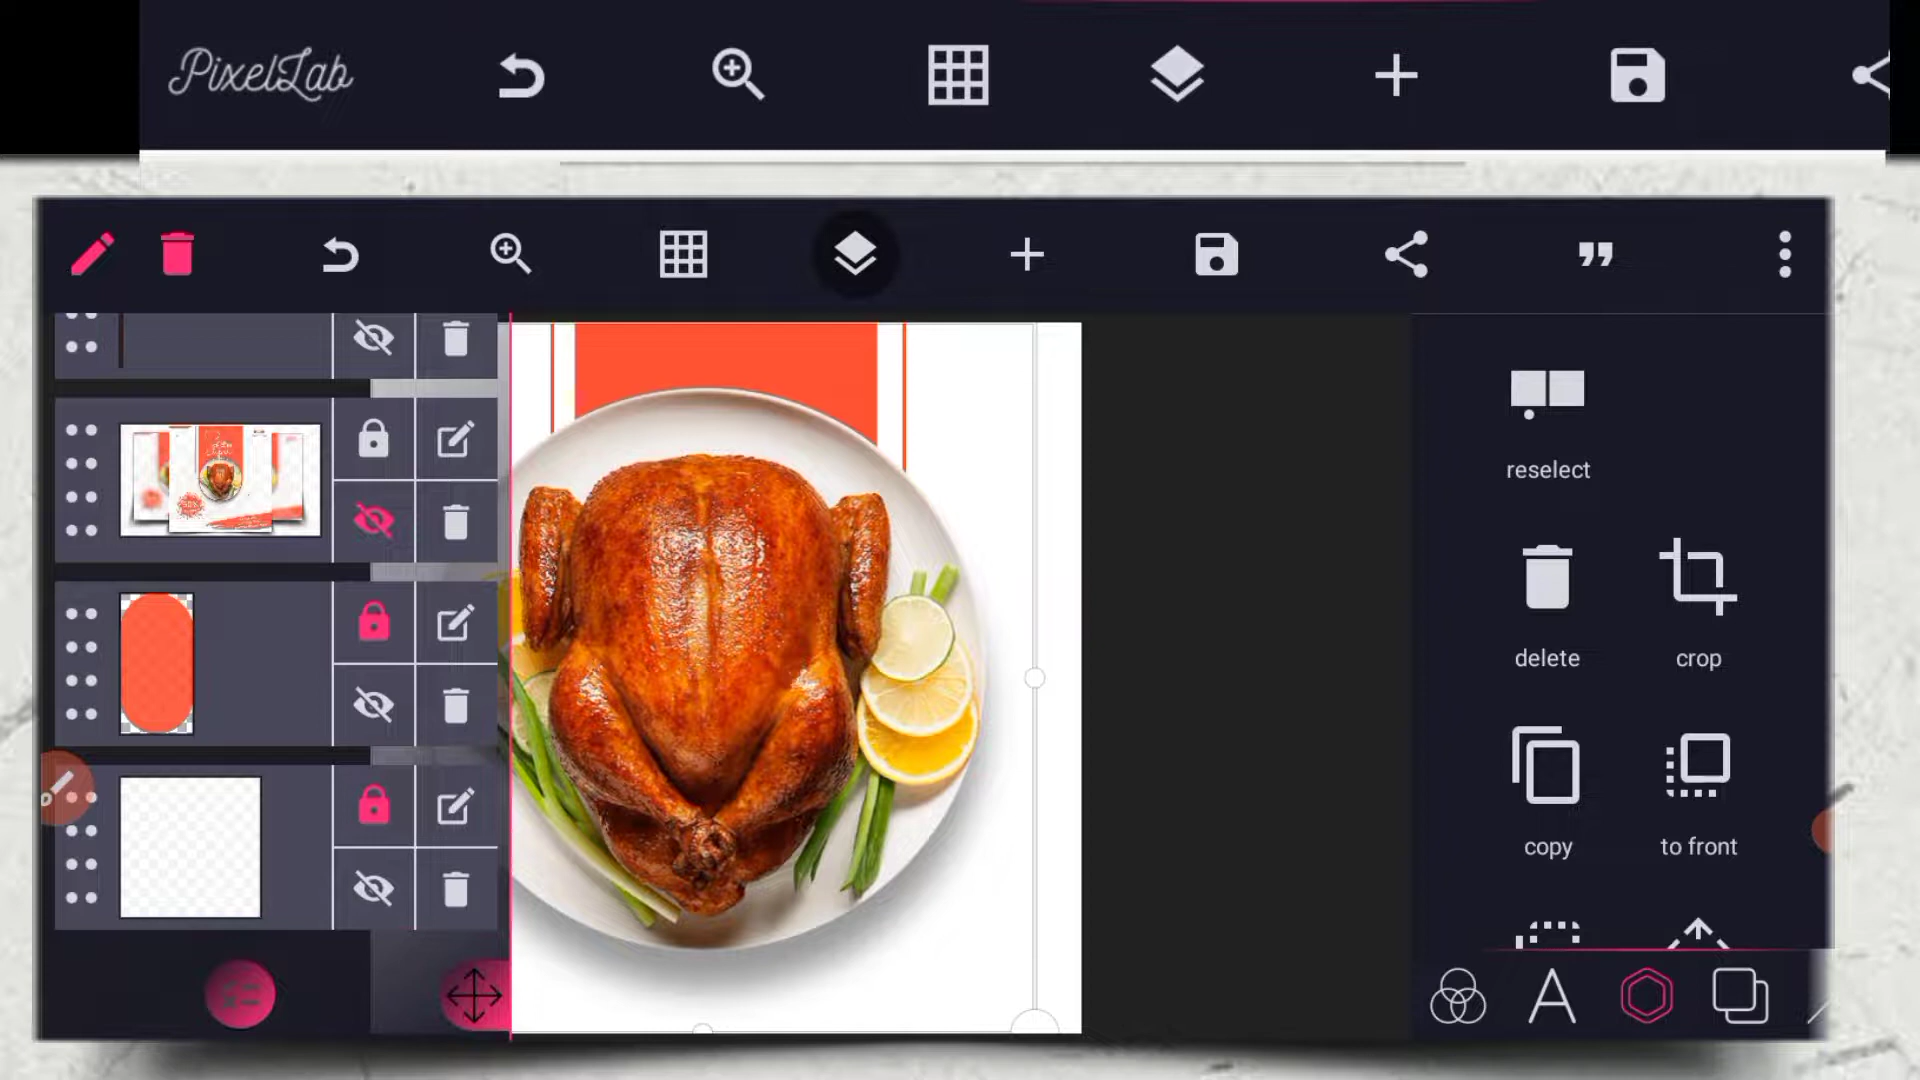 PixelLab
reselect
delete
crop
copy
to front